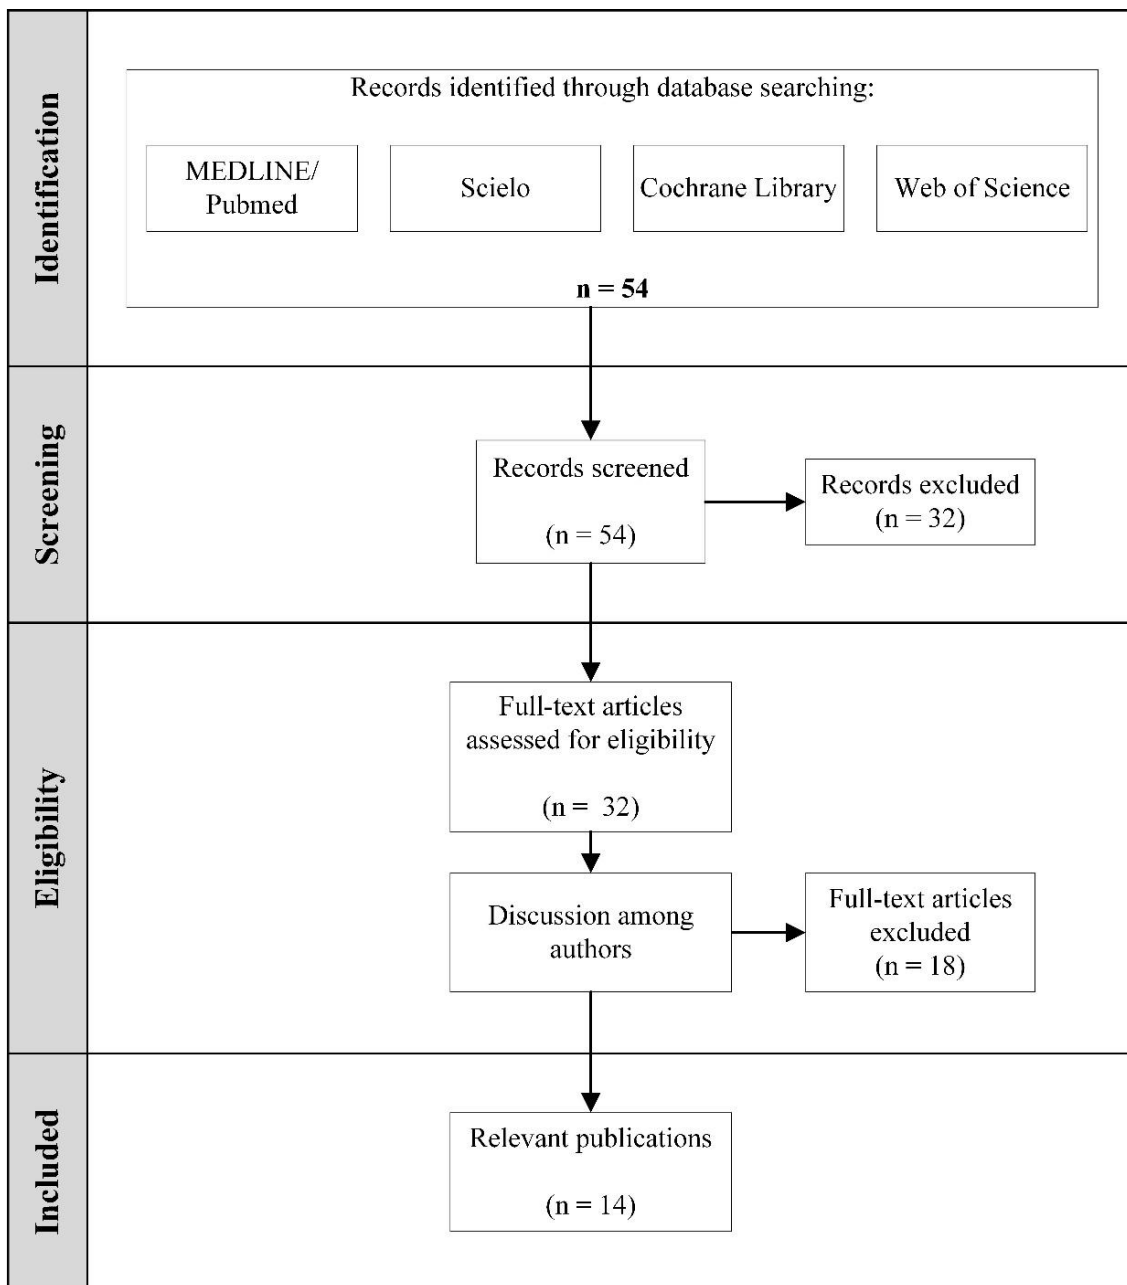 Identification
Records identified through database searching:
MEDLINE/
Pubmed
Scielo
Cochrane Library
Web of Science
n = 54
Screening
Records screened
(n = 54)
Records excluded
(n = 32)
Eligibility
Full-text articles
assessed for eligibility
(n = 32)
Discussion among
authors
Full-text articles
excluded
(n = 18)
Included
Relevant publications
(n = 14)